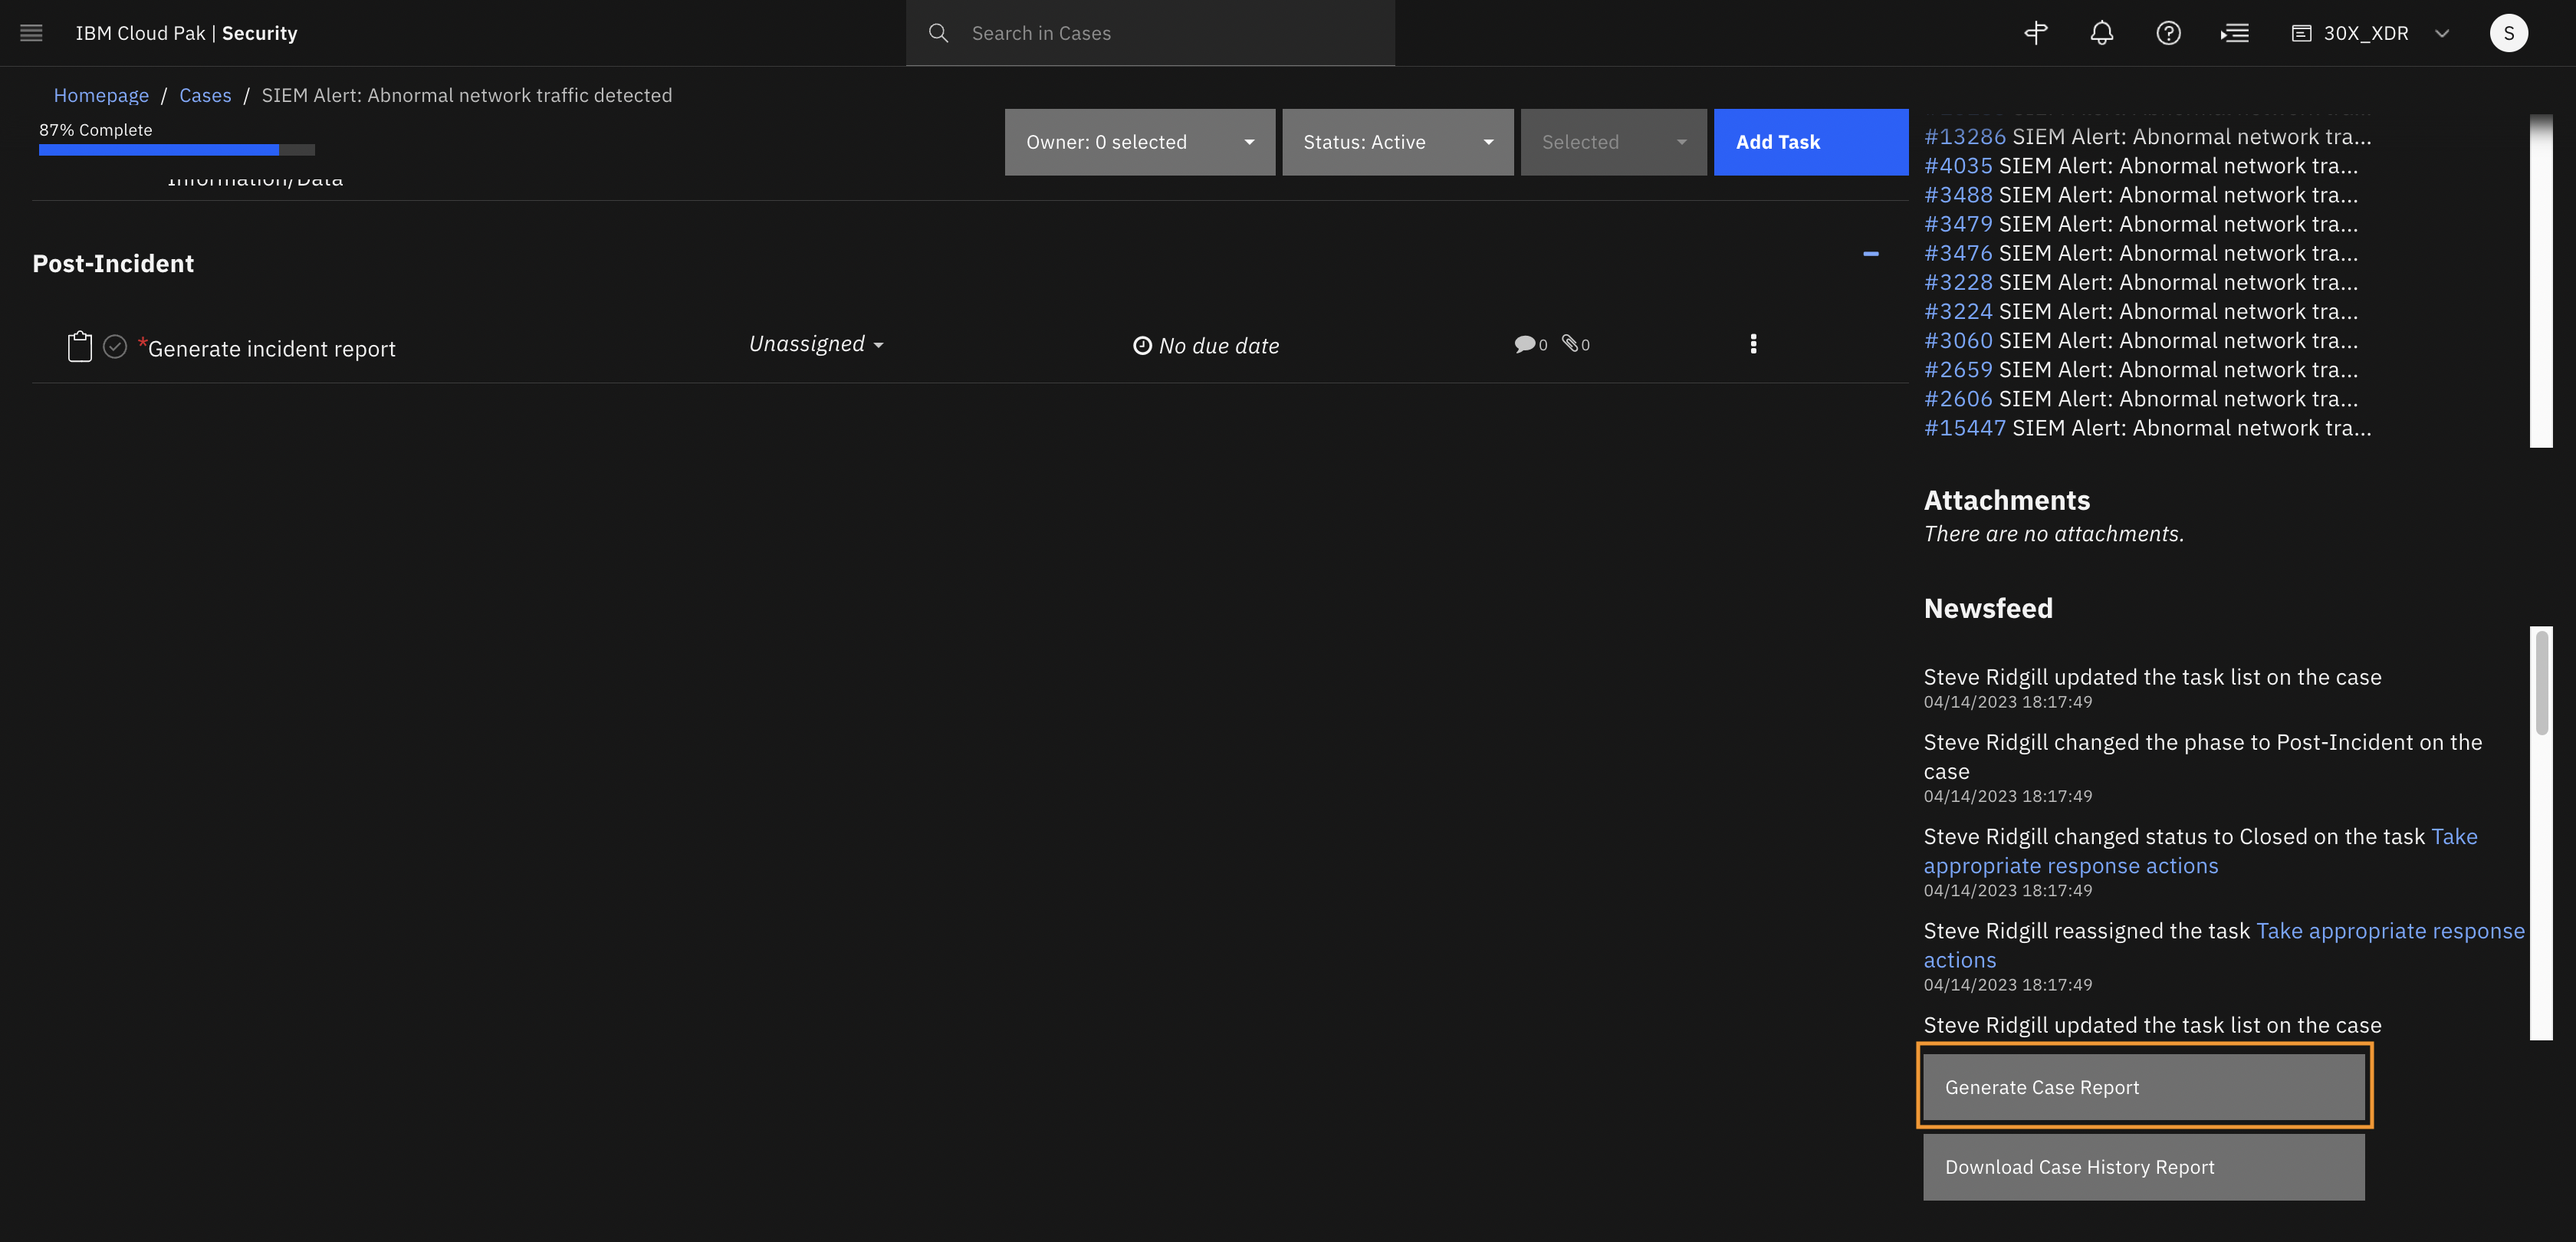 IBM Cloud Pak | Security
Search in Cases
30X_XDR
S
Homepage / Cases / SIEM Alert: Abnormal network traffic detected
87% Complete
Owner: 0 selected
Status: Active
Selected
Add Task
Information/Data
Post-Incident
*Generate incident report
Unassigned
No due date
0
0
#13286 SIEM Alert: Abnormal network tra...
#4035 SIEM Alert: Abnormal network tra...
#3488 SIEM Alert: Abnormal network tra...
#3479 SIEM Alert: Abnormal network tra...
#3476 SIEM Alert: Abnormal network tra...
#3228 SIEM Alert: Abnormal network tra...
#3224 SIEM Alert: Abnormal network tra...
#3060 SIEM Alert: Abnormal network tra...
#2659 SIEM Alert: Abnormal network tra...
#2606 SIEM Alert: Abnormal network tra...
#15447 SIEM Alert: Abnormal network tra...
Attachments
There are no attachments.
Newsfeed
Steve Ridgill updated the task list on the case
04/14/2023 18:17:49
Steve Ridgill changed the phase to Post-Incident on the
case
04/14/2023 18:17:49
Steve Ridgill changed status to Closed on the task Take
appropriate response actions
04/14/2023 18:17:49
Steve Ridgill reassigned the task Take appropriate response
actions
04/14/2023 18:17:49
Steve Ridgill updated the task list on the case
Generate Case Report
Download Case History Report